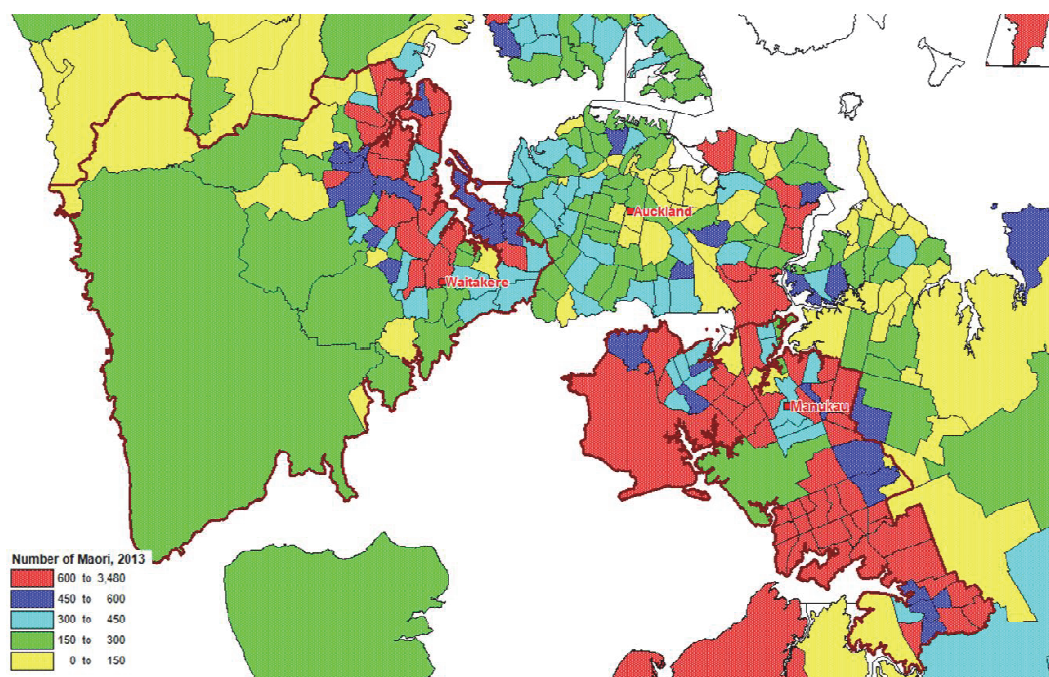 Auckland
Waitakere
Manukau
Number of Maori, 2013
600 to 3,480
450 to 600
300 to 450
150 to 300
0 to 150